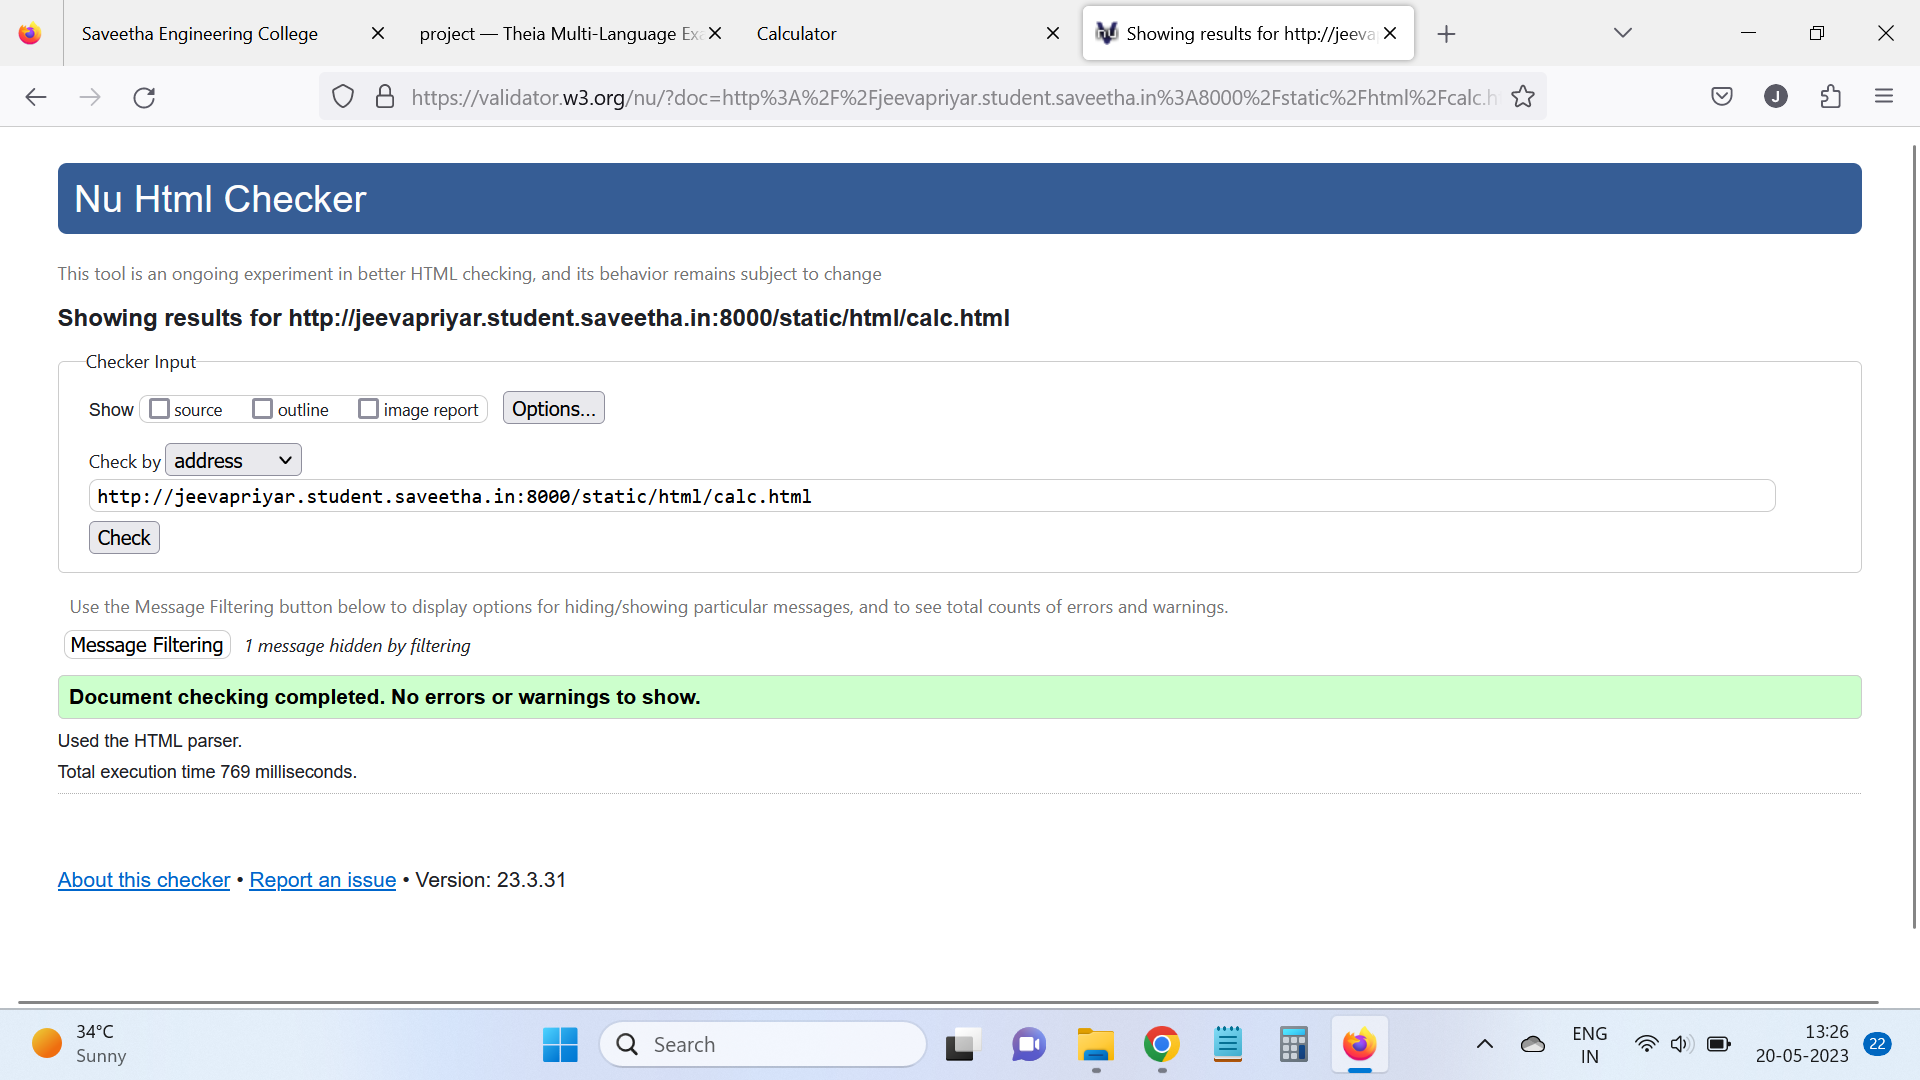 Saveetha Engineering College
project — Theia Multi-Language Exa
Calculator
Showing results for http://jeeva
https://validator.w3.org/nu/?doc=http%3A%2F%2Fjeevapriyar.student.saveetha.in%3A8000%2Fstatic%2Fhtml%2Fcalc.h
J
Nu Html Checker
This tool is an ongoing experiment in better HTML checking, and its behavior remains subject to change
Showing results for http://jeevapriyar.student.saveetha.in:8000/static/html/calc.html
Checker Input
Show source outline image report Options...
Check by address
http://jeevapriyar.student.saveetha.in:8000/static/html/calc.html
Check
Use the Message Filtering button below to display options for hiding/showing particular messages, and to see total counts of errors and warnings.
Message Filtering 1 message hidden by filtering
Document checking completed. No errors or warnings to show.
Used the HTML parser.
Total execution time 769 milliseconds.
About this checker • Report an issue • Version: 23.3.31
34°C
Sunny
Search
ENG
IN
13:26
20-05-2023
22